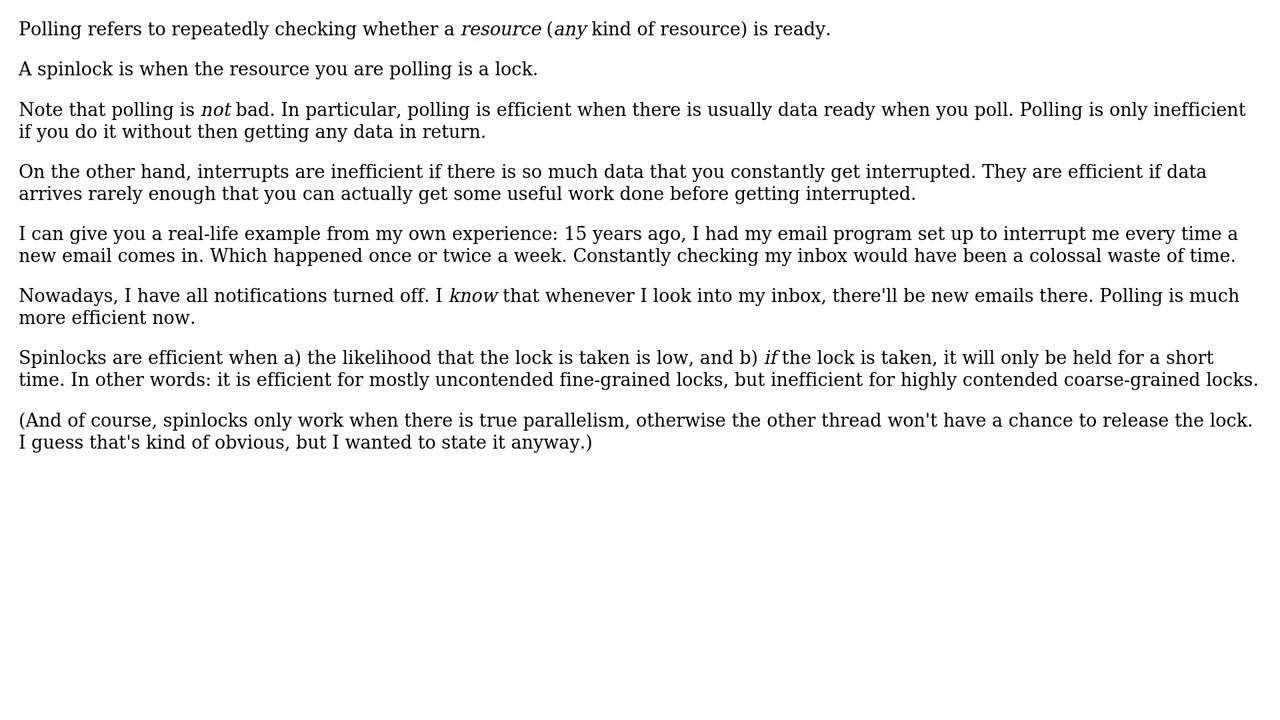 Polling refers to repeatedly checking whether a resource (any kind of resource) is ready.
A spinlock is when the resource you are polling is a lock.
Note that polling is not bad. In particular, polling is efficient when there is usually data ready when you poll. Polling is only inefficient
if you do it without then getting any data in return.
On the other hand, interrupts are inefficient if there is so much data that you constantly get interrupted. They are efficient if data
arrives rarely enough that you can actually get some useful work done before getting interrupted.
I can give you a real-life example from my own experience: 15 years ago, I had my email program set up to interrupt me every time a
new email comes in. Which happened once or twice a week. Constantly checking my inbox would have been a colossal waste of time.
Nowadays, I have all notifications turned off. I know that whenever I look into my inbox, there'll be new emails there. Polling is much
more efficient now.
Spinlocks are efficient when a) the likelihood that the lock is taken is low, and b) if the lock is taken, it will only be held for a short
time. In other words: it is efficient for mostly uncontended fine-grained locks, but inefficient for highly contended coarse-grained locks.
(And of course, spinlocks only work when there is true parallelism, otherwise the other thread won't have a chance to release the lock.
I guess that's kind of obvious, but I wanted to state it anyway.)